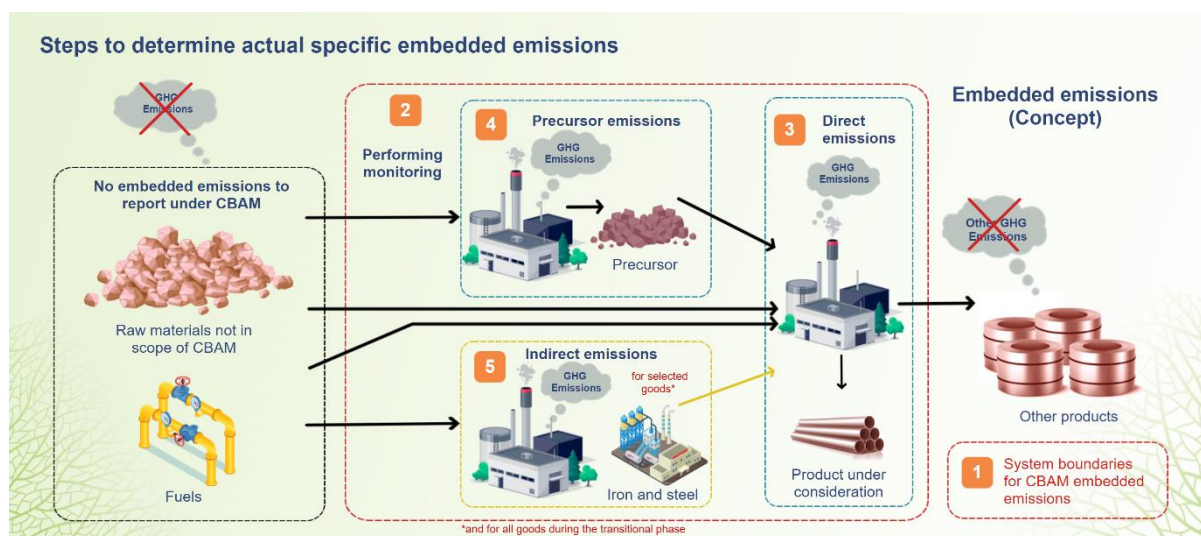 Steps to determine actual specific embedded emissions
GHG
Emissions
No embedded emissions to
report under CBAM
Raw materials not in
scope of CBAM
Fuels
2
Performing
monitoring
4
Precursor emissions
GHG
Emissions
Precursor
5
Indirect emissions
GHG
Emissions
for selected
goods*
Iron and steel
3
Direct
emissions
GHG
Emissions
Product under
consideration
*and for all goods during the transitional phase
Embedded emissions
(Concept)
Other GHG
Emissions
Other products
1
System boundaries
for CBAM embedded
emissions